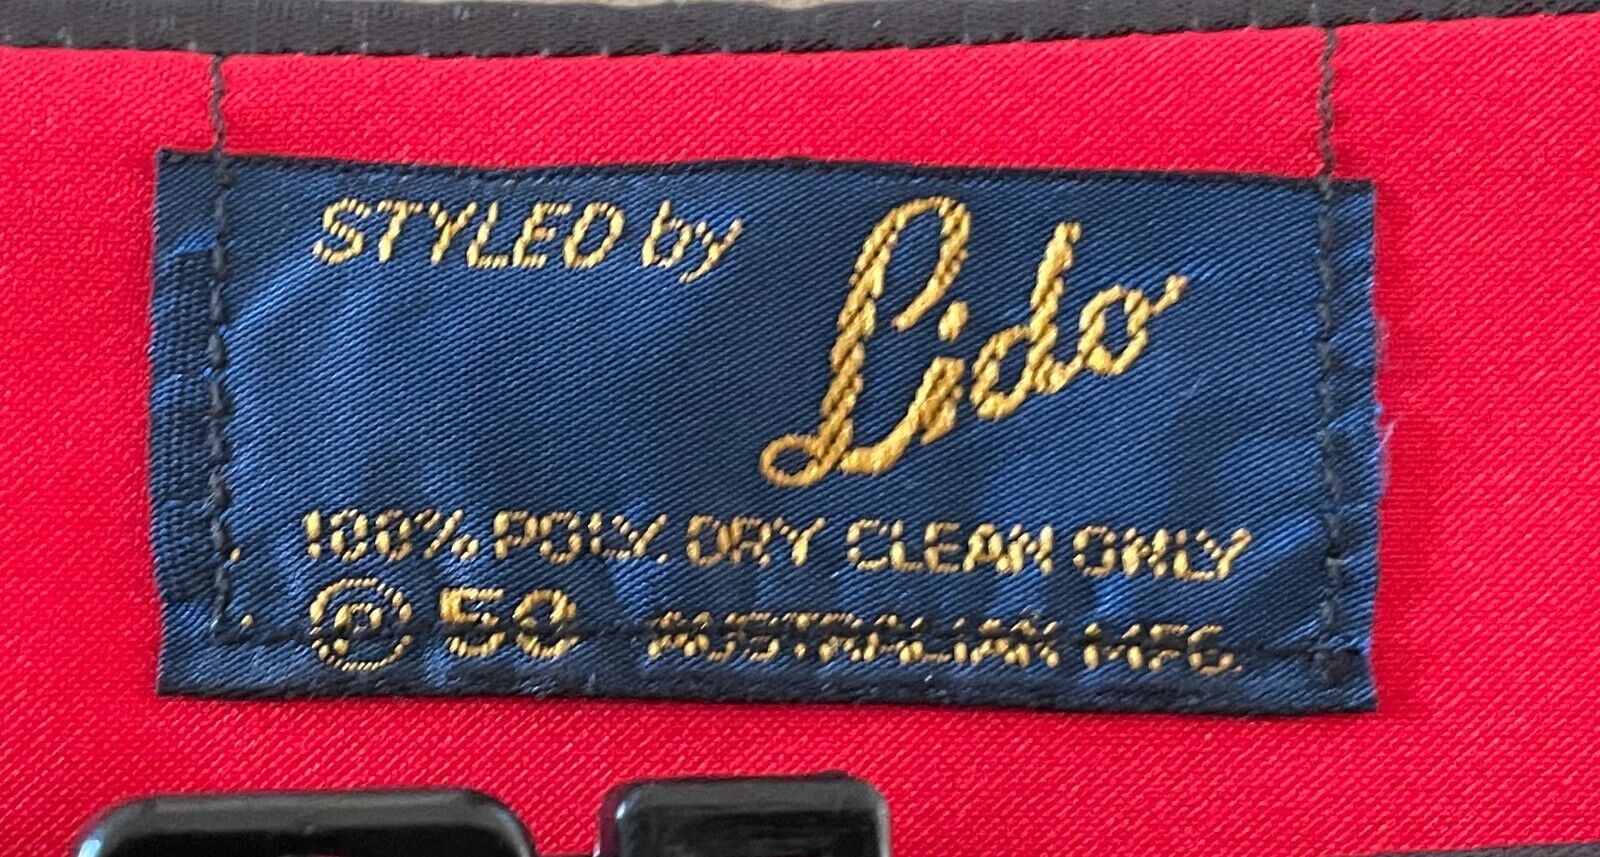 STYLED by Lido
100% POLY. DRY CLEAN ONLY
Ⓟ 50 AUSTRALIAN MFG.